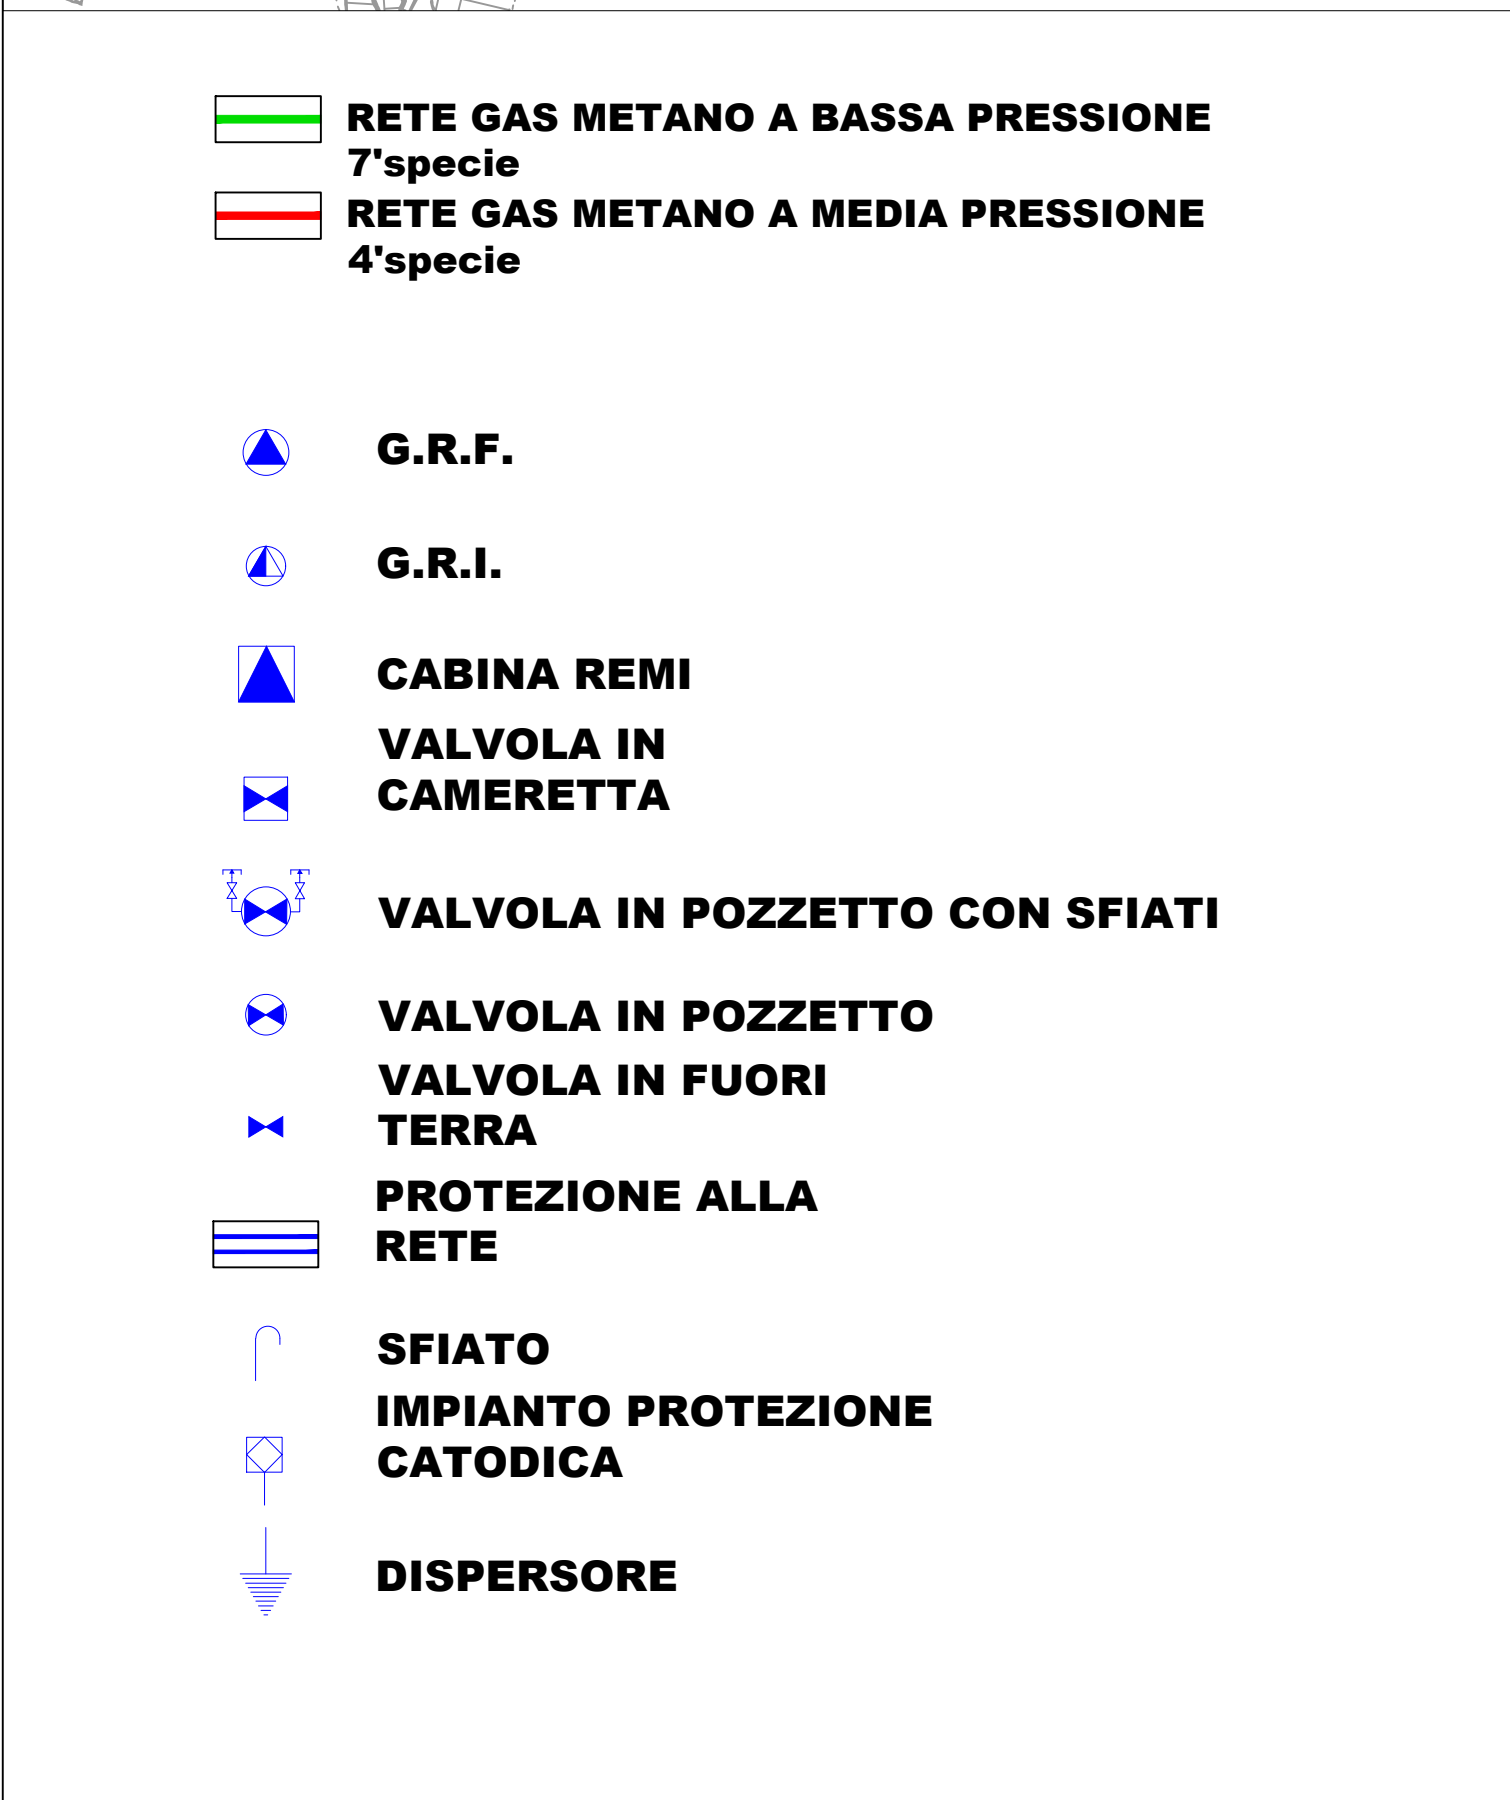 RETE GAS METANO A BASSA PRESSIONE
7'specie
RETE GAS METANO A MEDIA PRESSIONE
4'specie
G.R.F.
G.R.I.
CABINA REMI
VALVOLA IN
CAMERETTA
VALVOLA IN POZZETTO CON SFIATI
VALVOLA IN POZZETTO
VALVOLA IN FUORI
TERRA
PROTEZIONE ALLA
RETE
SFIATO
IMPIANTO PROTEZIONE
CATODICA
DISPERSORE